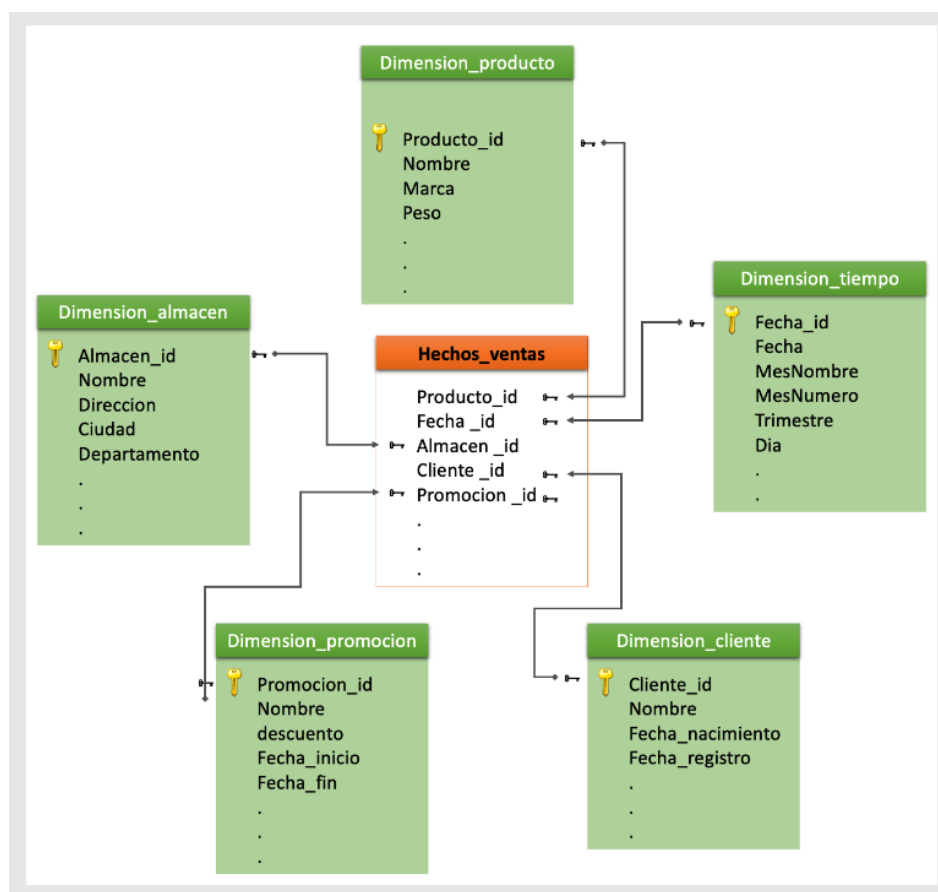 Dimension_producto
Producto_id
Nombre
Marca
Peso
.
.
.
Dimension_almacen
Almacen_id
Nombre
Direccion
Ciudad
Departamento
.
.
.
Hechos_ventas
Producto_id
Fecha _id
Almacen _id
Cliente _id
Promocion _id
.
.
.
Dimension_tiempo
Fecha_id
Fecha
MesNombre
MesNumero
Trimestre
Dia
.
.
Dimension_promocion
Promocion_id
Nombre
descuento
Fecha_inicio
Fecha_fin
.
.
.
Dimension_cliente
Cliente_id
Nombre
Fecha_nacimiento
Fecha_registro
.
.
.